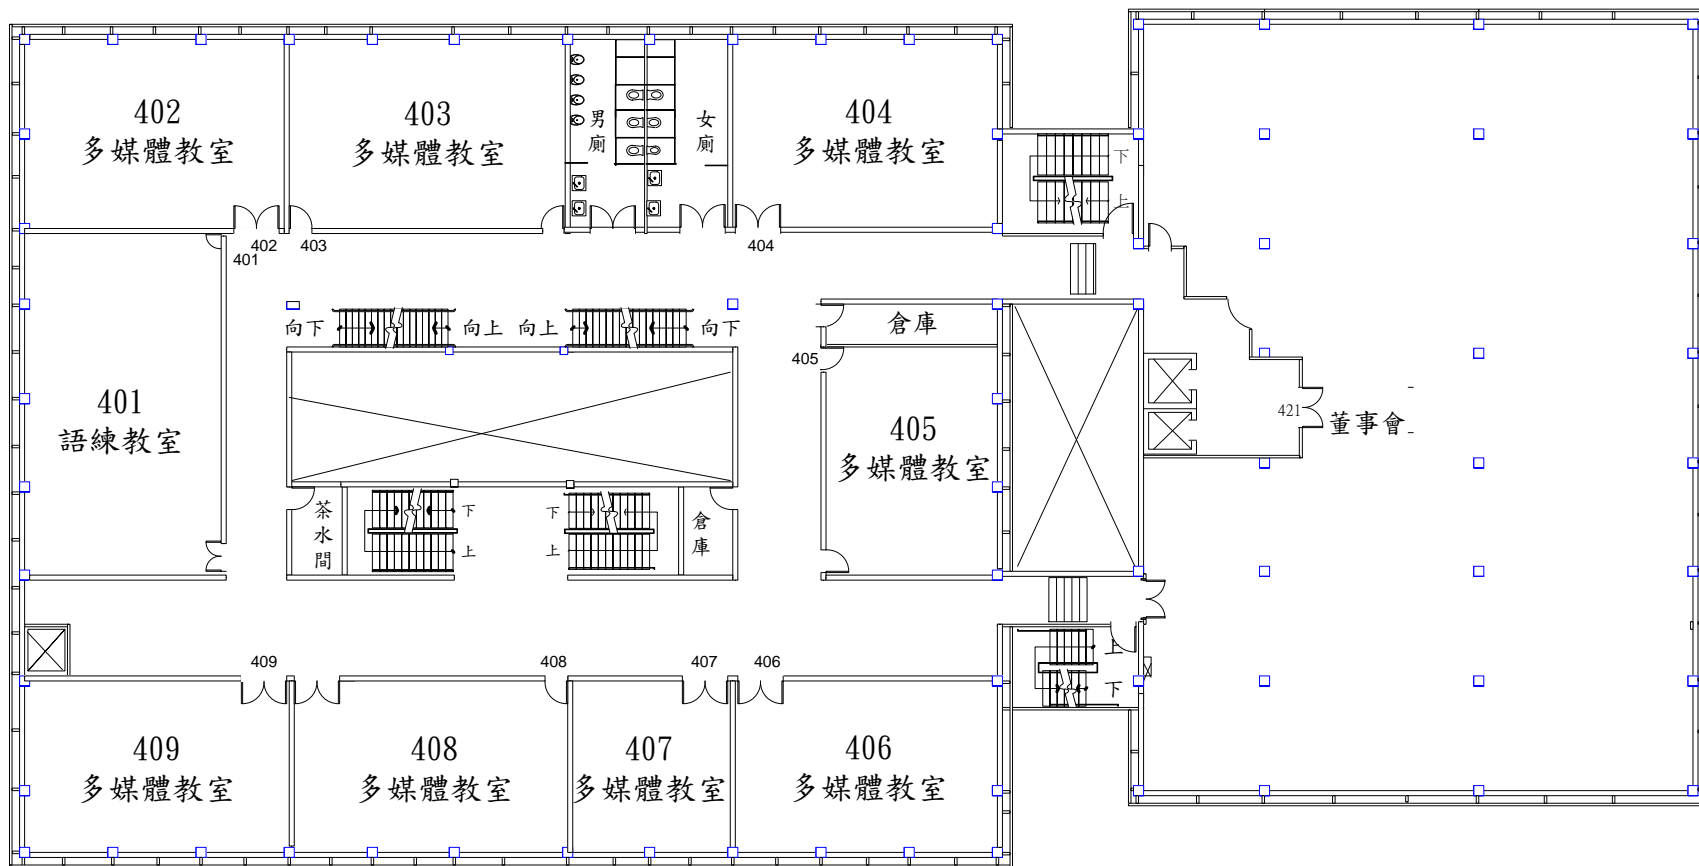 402
多媒體教室
403
多媒體教室
男廁
女廁
404
多媒體教室
下
上
402
403
404
401
向下
向上
向上
向下
倉庫
405
401
語練教室
405
多媒體教室
421
董事會
茶水間
下
上
下
上
倉庫
409
408
407
406
上
下
409
多媒體教室
408
多媒體教室
407
多媒體教室
406
多媒體教室